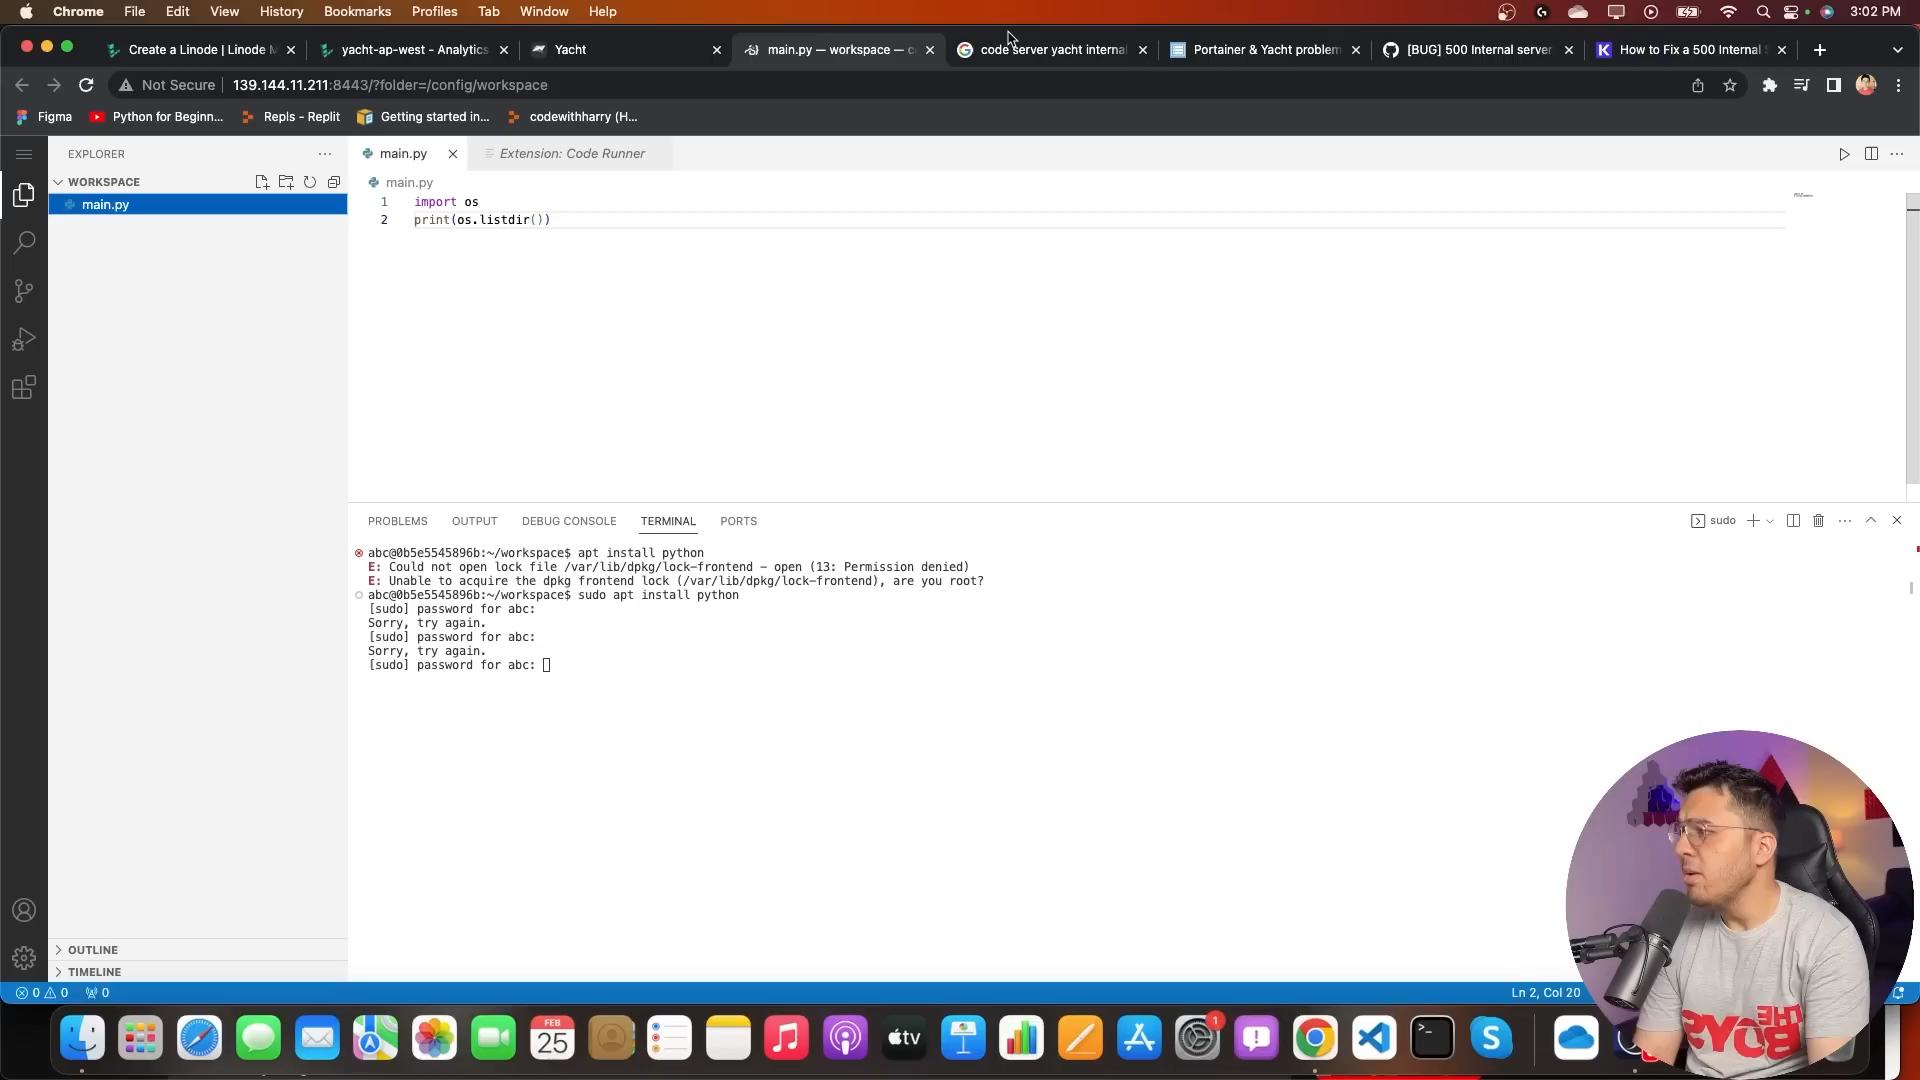 Chrome File Edit View History Bookmarks Profiles Tab Window Help 3:02 PM
Create a Linode | Linode M
yacht-ap-west - Analytics
Yacht
main.py — workspace — c
code server yacht internal
Portainer & Yacht problem
[BUG] 500 Internal server
How to Fix a 500 Internal S
Not Secure 139.144.11.211:8443/?folder=/config/workspace
Figma Python for Beginn... Repls - Replit Getting started in... codewithharry (H...
EXPLORER
WORKSPACE
main.py
main.py Extension: Code Runner
main.py
1 import os
2 print(os.listdir())
PROBLEMS OUTPUT DEBUG CONSOLE TERMINAL PORTS
sudo
abc@0b5e5545896b:~/workspace$ apt install python
E: Could not open lock file /var/lib/dpkg/lock-frontend - open (13: Permission denied)
E: Unable to acquire the dpkg frontend lock (/var/lib/dpkg/lock-frontend), are you root?
abc@0b5e5545896b:~/workspace$ sudo apt install python
[sudo] password for abc:
Sorry, try again.
[sudo] password for abc:
Sorry, try again.
[sudo] password for abc:
OUTLINE
TIMELINE
0 0 0
Ln 2, Col 20
FEB
25
tv
1
THE
BOYS